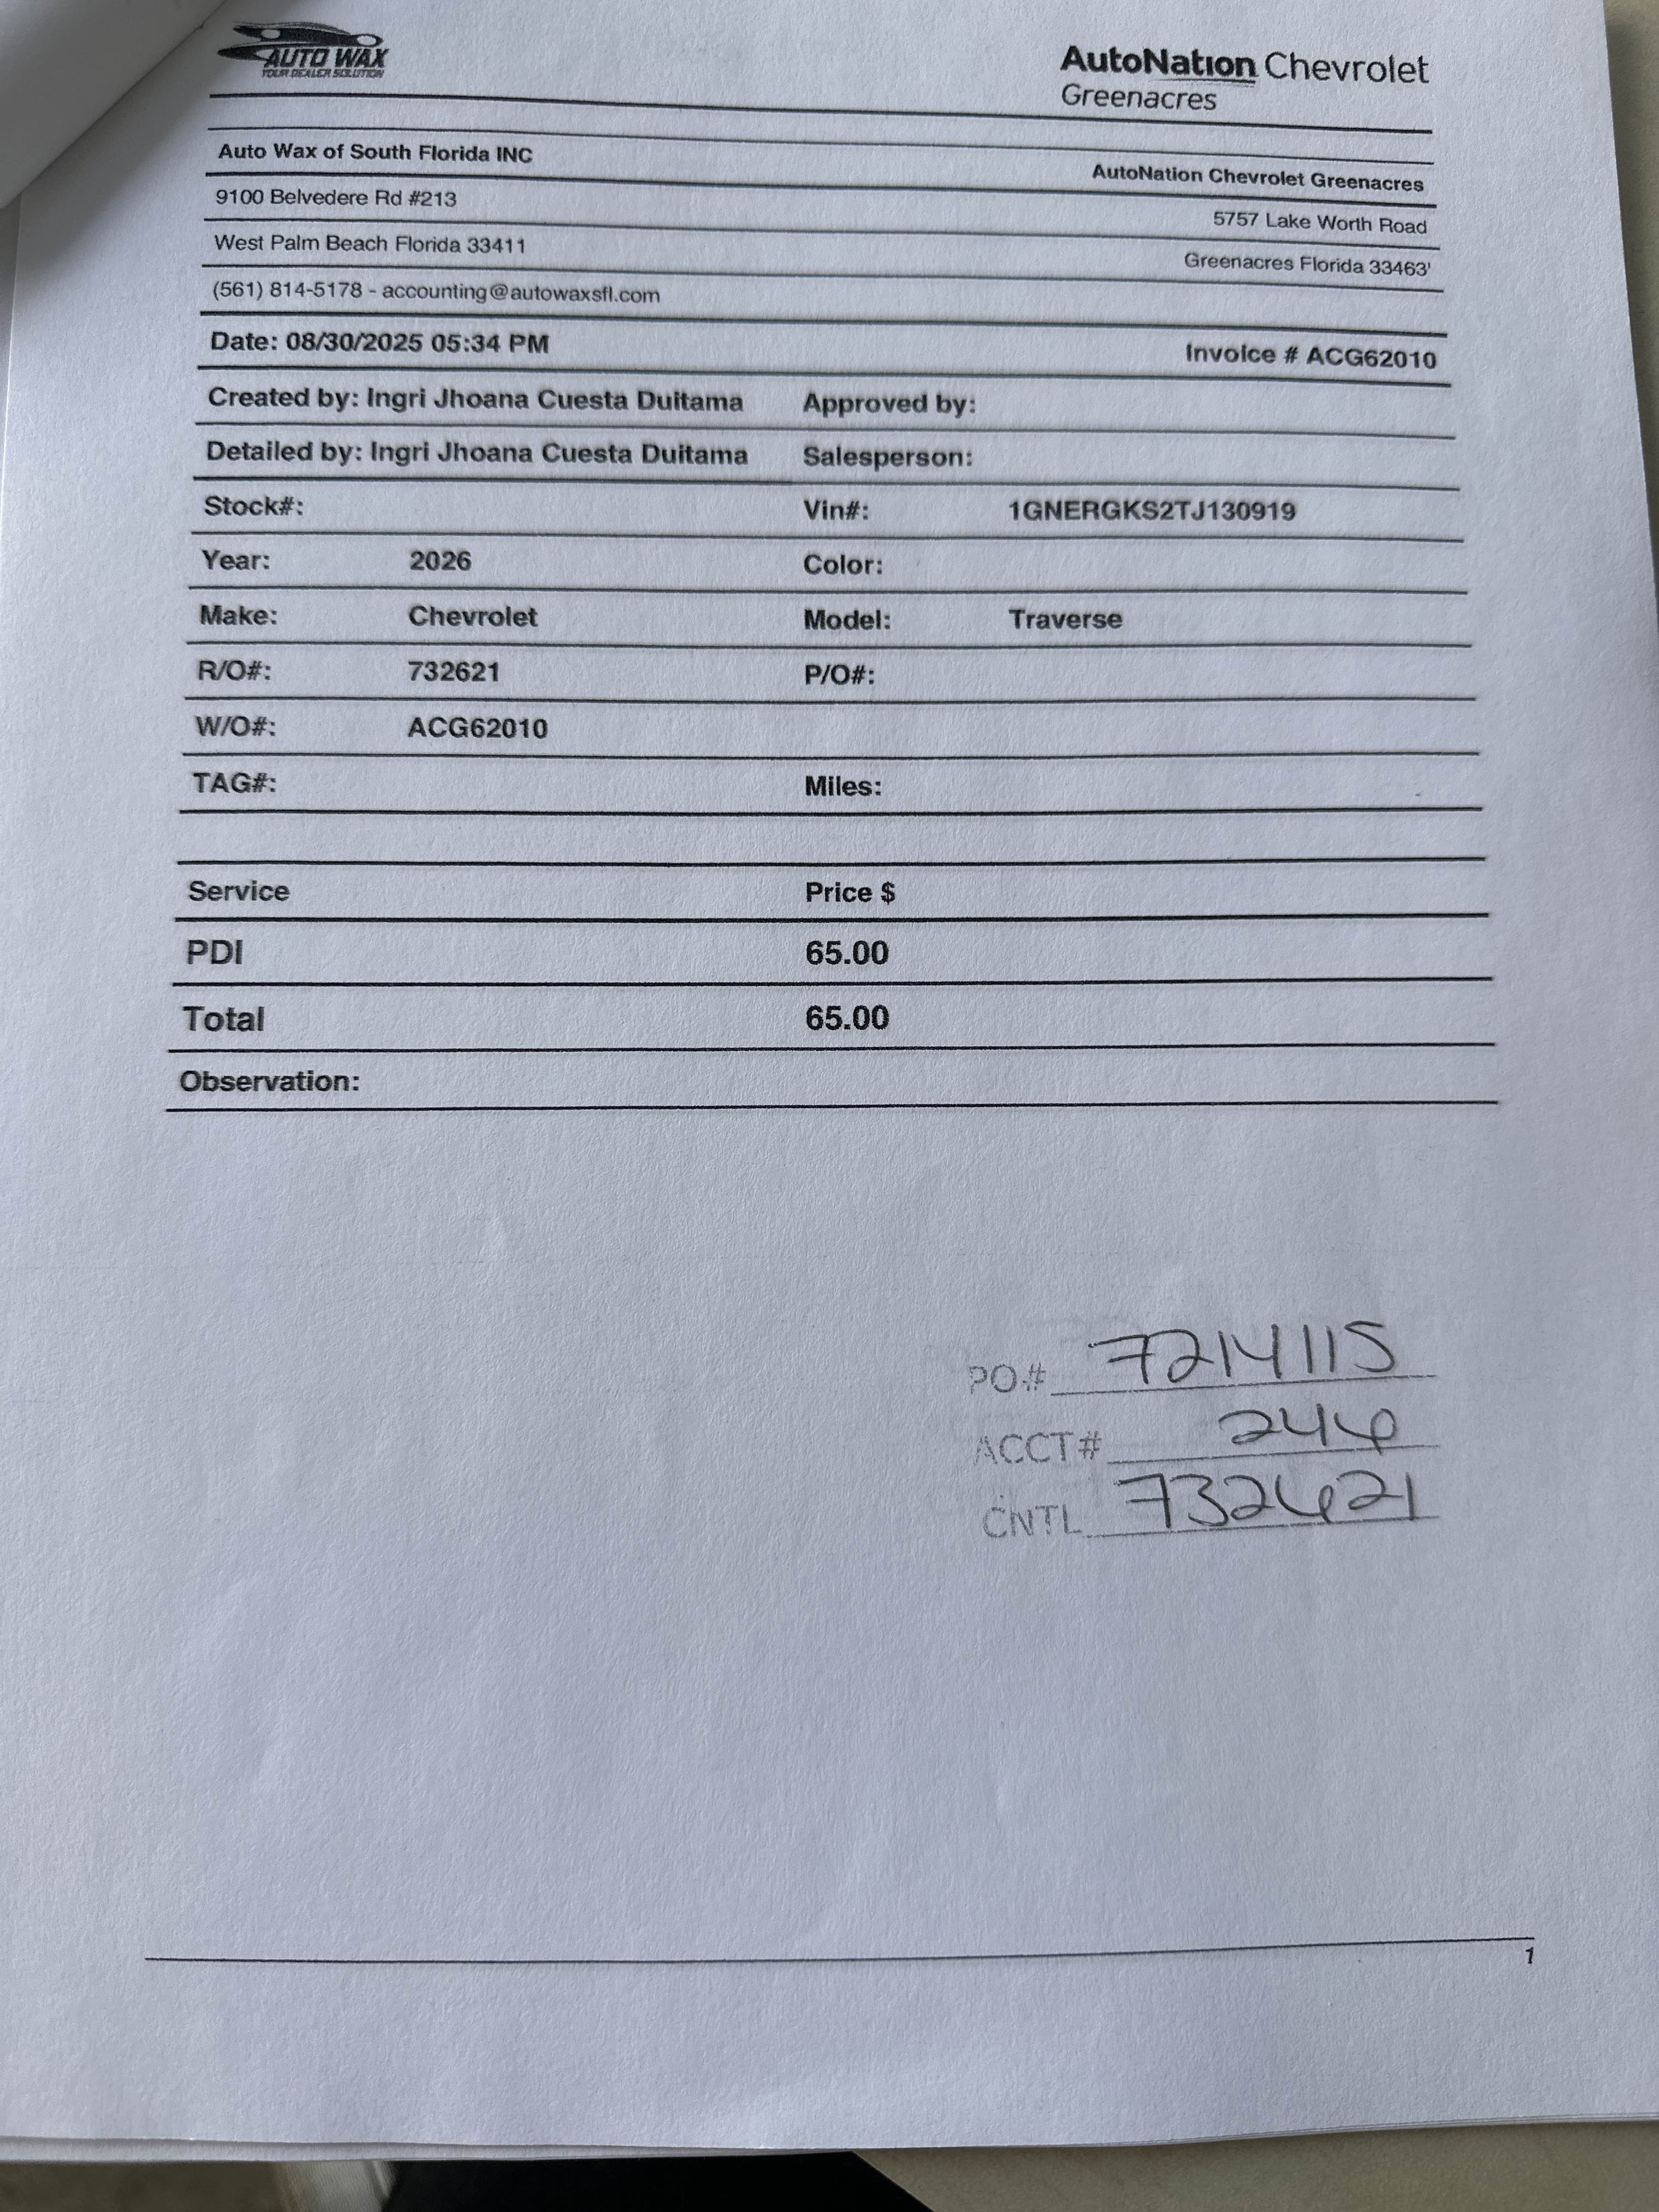 AUTO WAX
YOUR DEALER SOLUTION
AutoNation Chevrolet
Greenacres
Auto Wax of South Florida INC
AutoNation Chevrolet Greenacres
9100 Belvedere Rd #213
5757 Lake Worth Road
West Palm Beach Florida 33411
Greenacres Florida 33463'
(561) 814-5178 - accounting@autowaxsfl.com
Date: 08/30/2025 05:34 PM
Invoice # ACG62010
Created by: Ingri Jhoana Cuesta Duitama Approved by:
Detailed by: Ingri Jhoana Cuesta Duitama Salesperson:
Stock#: Vin#: 1GNERGKS2TJ130919
Year: 2026 Color:
Make: Chevrolet Model: Traverse
R/O#: 732621 P/O#:
W/O#: ACG62010
TAG#: Miles:
Service Price $
PDI 65.00
Total 65.00
Observation:
PO# 7214115
ACCT# 246
CNTL 732621
1